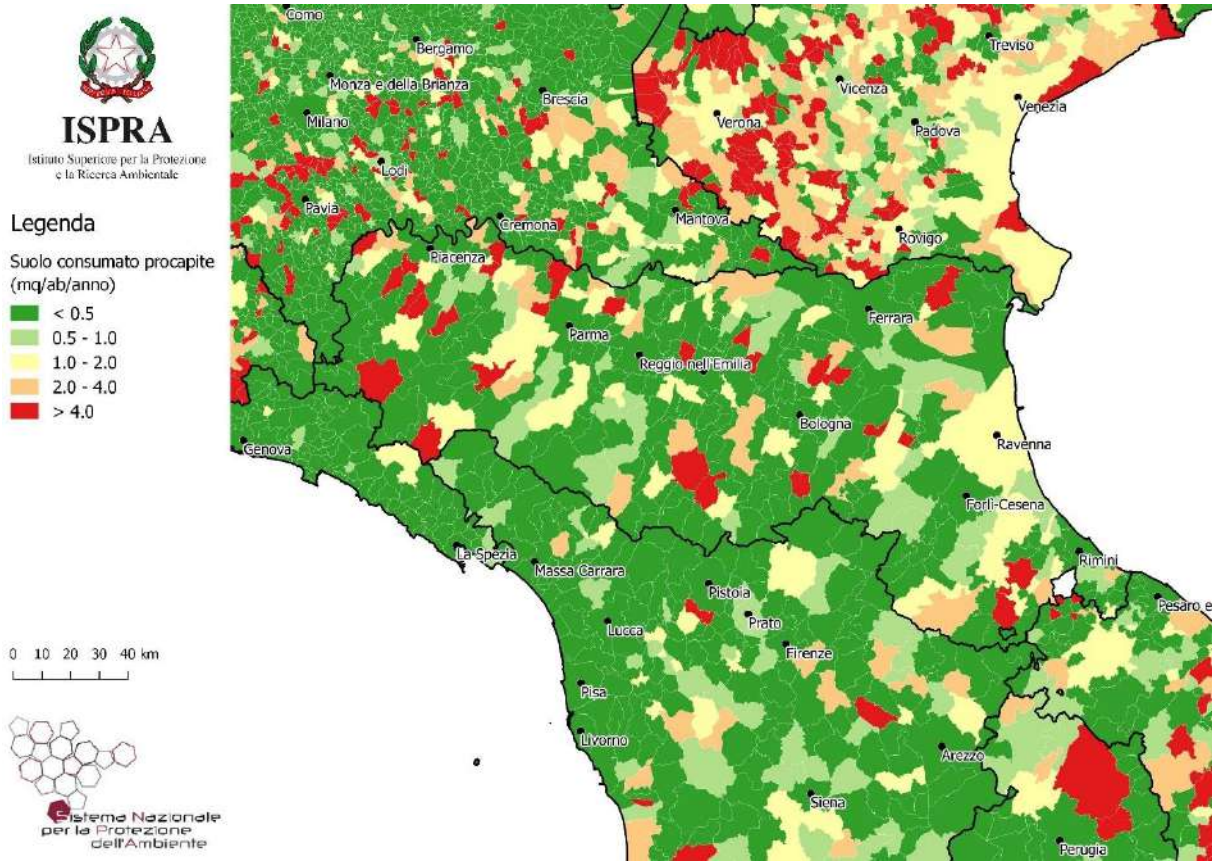 ISPRA
Istituto Superiore per la Protezione
e la Ricerca Ambientale
Legenda
Suolo consumato procapite
(mq/ab/anno)
< 0.5
0.5 - 1.0
1.0 - 2.0
2.0 - 4.0
> 4.0
0 10 20 30 40 km
Sistema Nazionale
per la Protezione
dell'Ambiente
Como
Bergamo
Treviso
Monza e della Brianza
Brescia
Vicenza
Venezia
Milano
Verona
Padova
Lodi
Pavia
Cremona
Mantova
Rovigo
Piacenza
Ferrara
Parma
Reggio nell'Emilia
Bologna
Genova
Ravenna
Forlì-Cesena
La Spezia
Massa Carrara
Rimini
Pistoia
Pesaro e
Prato
Lucca
Firenze
Pisa
Livorno
Arezzo
Siena
Perugia